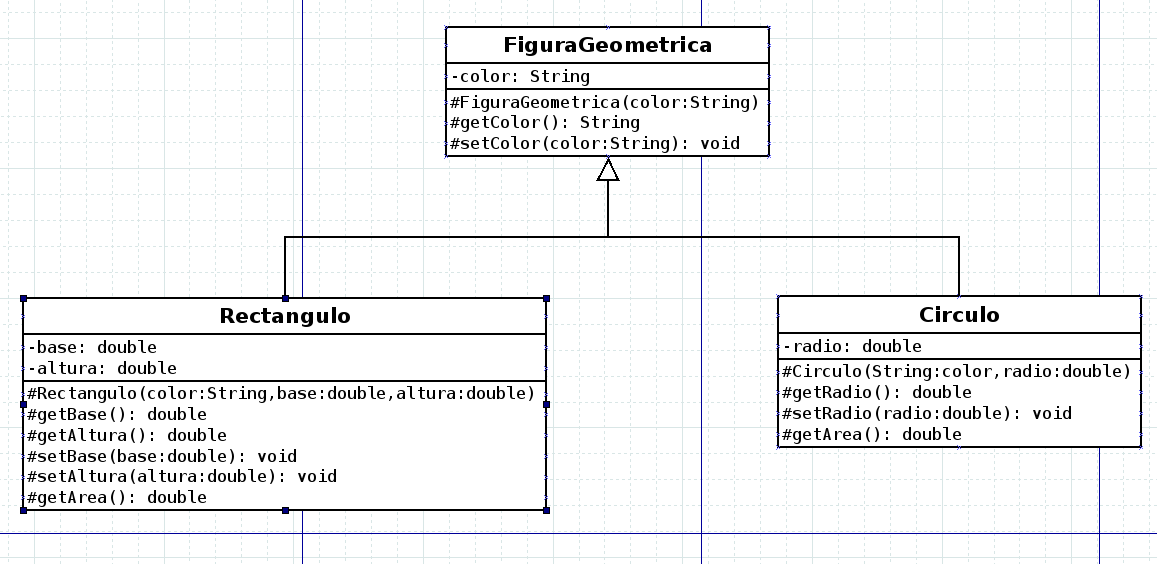 FiguraGeometrica
-color: String
#FiguraGeometrica(color:String)
#getColor(): String
#setColor(color:String): void
Rectangulo
-base: double
-altura: double
#Rectangulo(color:String,base:double,altura:double)
#getBase(): double
#getAltura(): double
#setBase(base:double): void
#setAltura(altura:double): void
#getArea(): double
Circulo
-radio: double
#Circulo(String:color,radio:double)
#getRadio(): double
#setRadio(radio:double): void
#getArea(): double